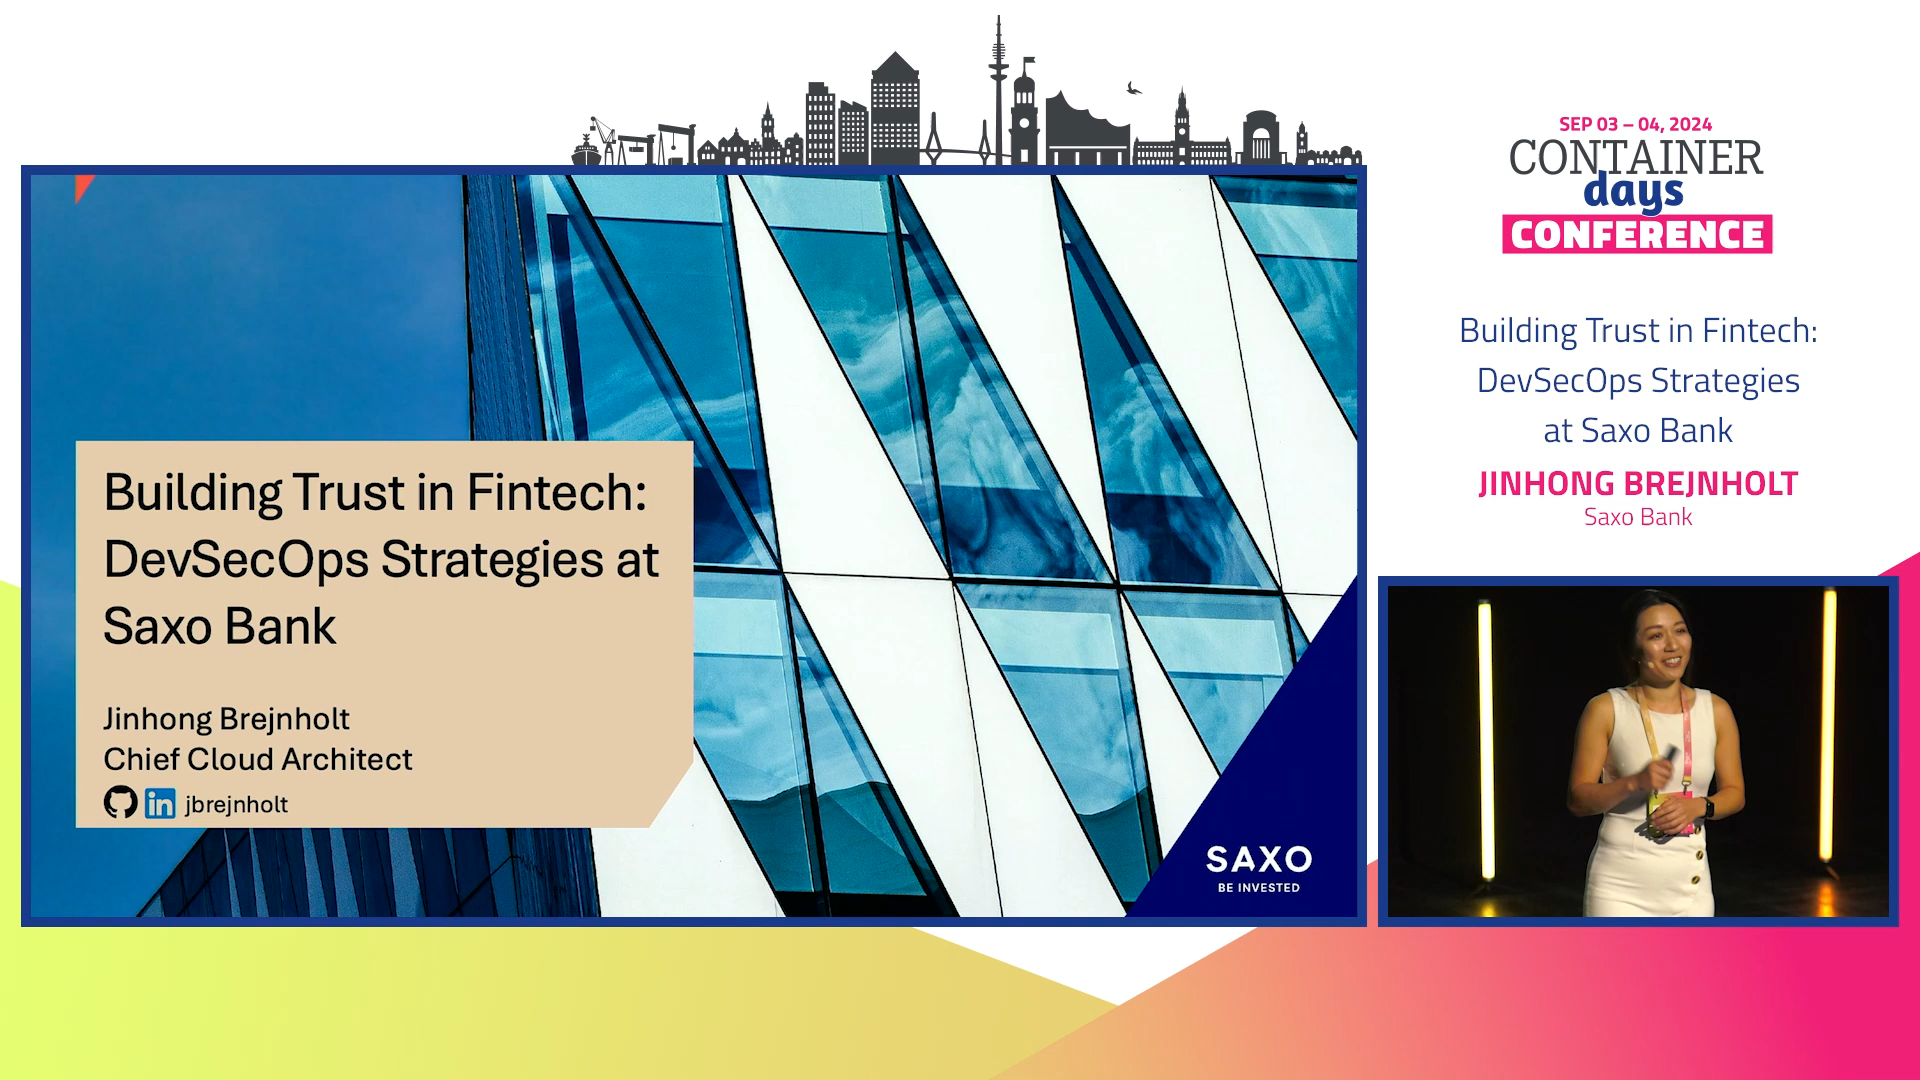 Building Trust in Fintech:
DevSecOps Strategies at
Saxo Bank
Jinhong Brejnholt
Chief Cloud Architect
in jbrejnholt
SAXO
BE INVESTED
SEP 03 – 04, 2024
CONTAINER
days
CONFERENCE
Building Trust in Fintech:
DevSecOps Strategies
at Saxo Bank
JINHONG BREJNHOLT
Saxo Bank